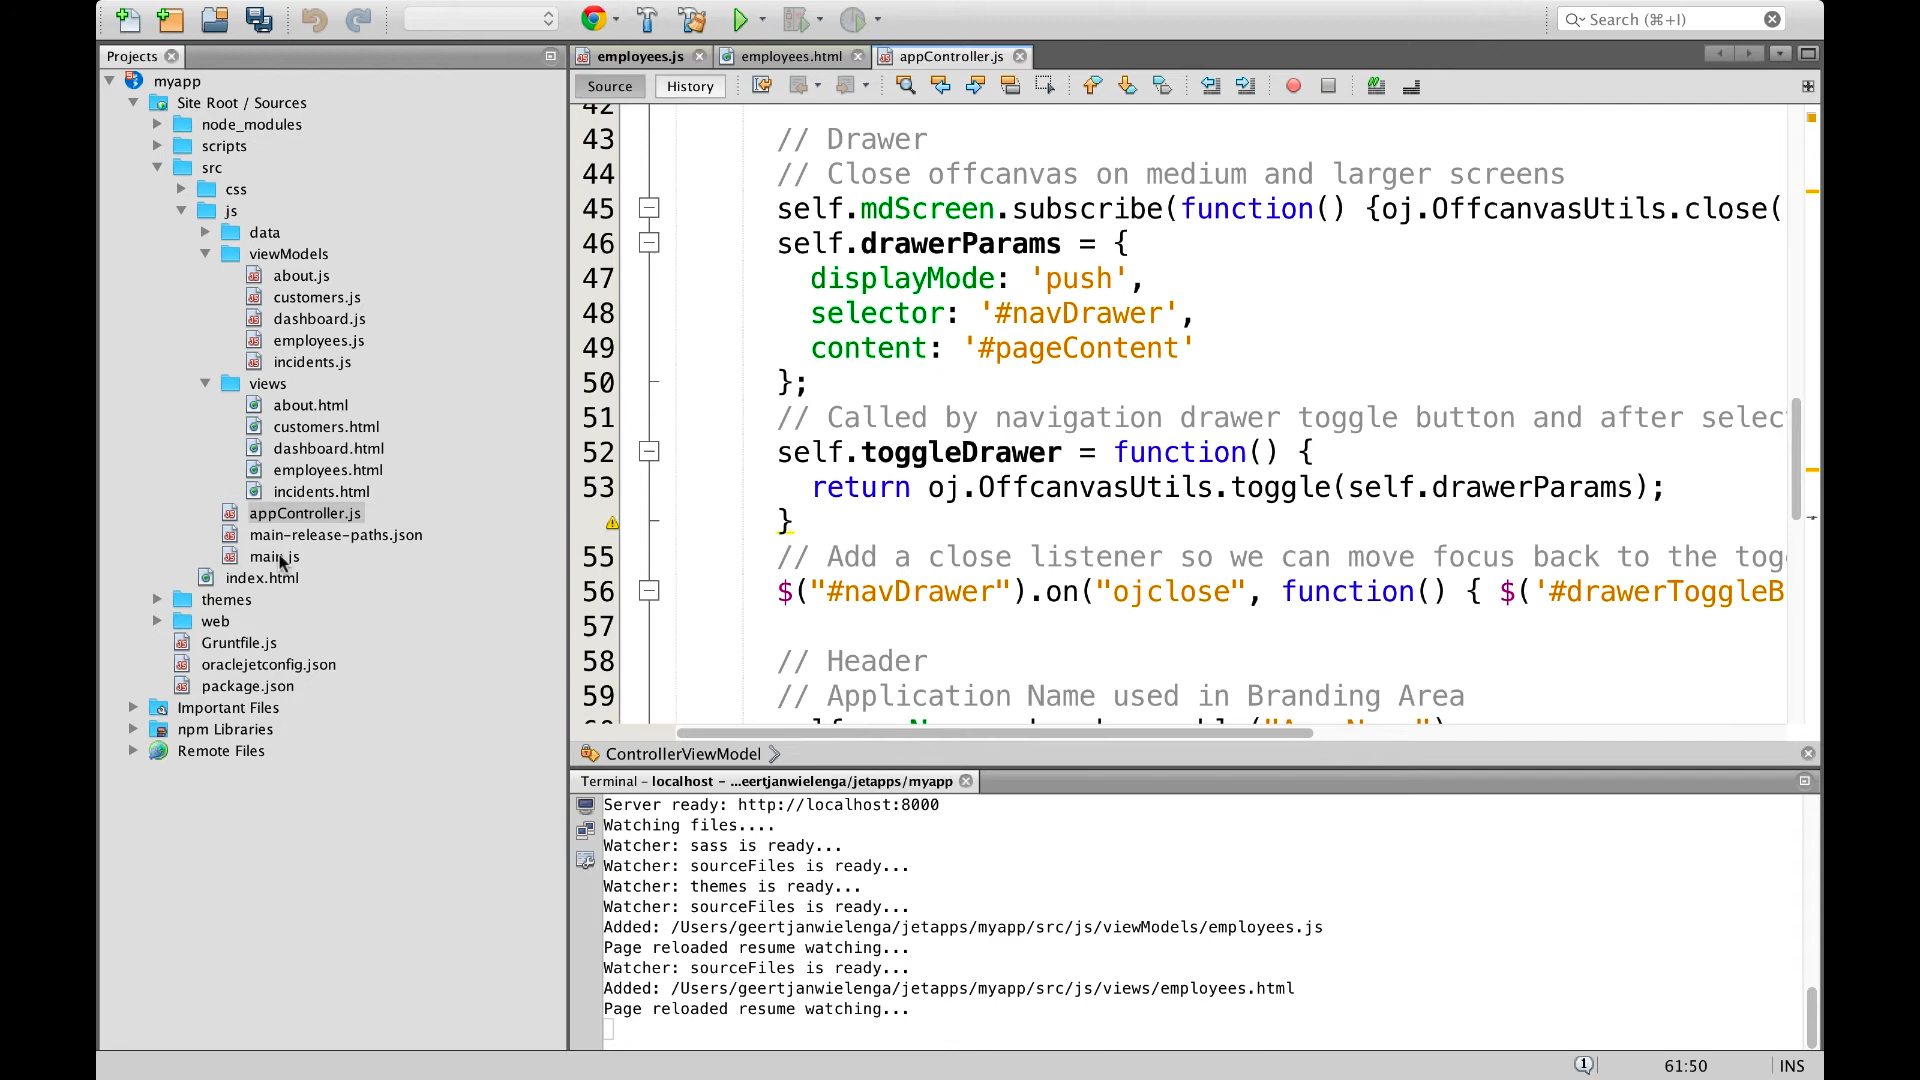 Search (⌘+I)
Projects
myapp
Site Root / Sources
node_modules
scripts
src
css
js
data
viewModels
about.js
customers.js
dashboard.js
employees.js
incidents.js
views
about.html
customers.html
dashboard.html
employees.html
incidents.html
appController.js
main-release-paths.json
main.js
index.html
themes
web
Gruntfile.js
oraclejetconfig.json
package.json
Important Files
npm Libraries
Remote Files
employees.js
employees.html
appController.js
Source
History
42
43 // Drawer
44 // Close offcanvas on medium and larger screens
45 self.mdScreen.subscribe(function() {oj.OffcanvasUtils.close(
46 self.drawerParams = {
47 displayMode: 'push',
48 selector: '#navDrawer',
49 content: '#pageContent'
50 };
51 // Called by navigation drawer toggle button and after selec
52 self.toggleDrawer = function() {
53 return oj.OffcanvasUtils.toggle(self.drawerParams);
}
55 // Add a close listener so we can move focus back to the tog
56 $("#navDrawer").on("ojclose", function() { $('#drawerToggleB
57
58 // Header
59 // Application Name used in Branding Area
ControllerViewModel
Terminal - localhost - ...eertjanwielenga/jetapps/myapp
Server ready: http://localhost:8000
Watching files....
Watcher: sass is ready...
Watcher: sourceFiles is ready...
Watcher: themes is ready...
Watcher: sourceFiles is ready...
Added: /Users/geertjanwielenga/jetapps/myapp/src/js/viewModels/employees.js
Page reloaded resume watching...
Watcher: sourceFiles is ready...
Added: /Users/geertjanwielenga/jetapps/myapp/src/js/views/employees.html
Page reloaded resume watching...
1
61:50
INS